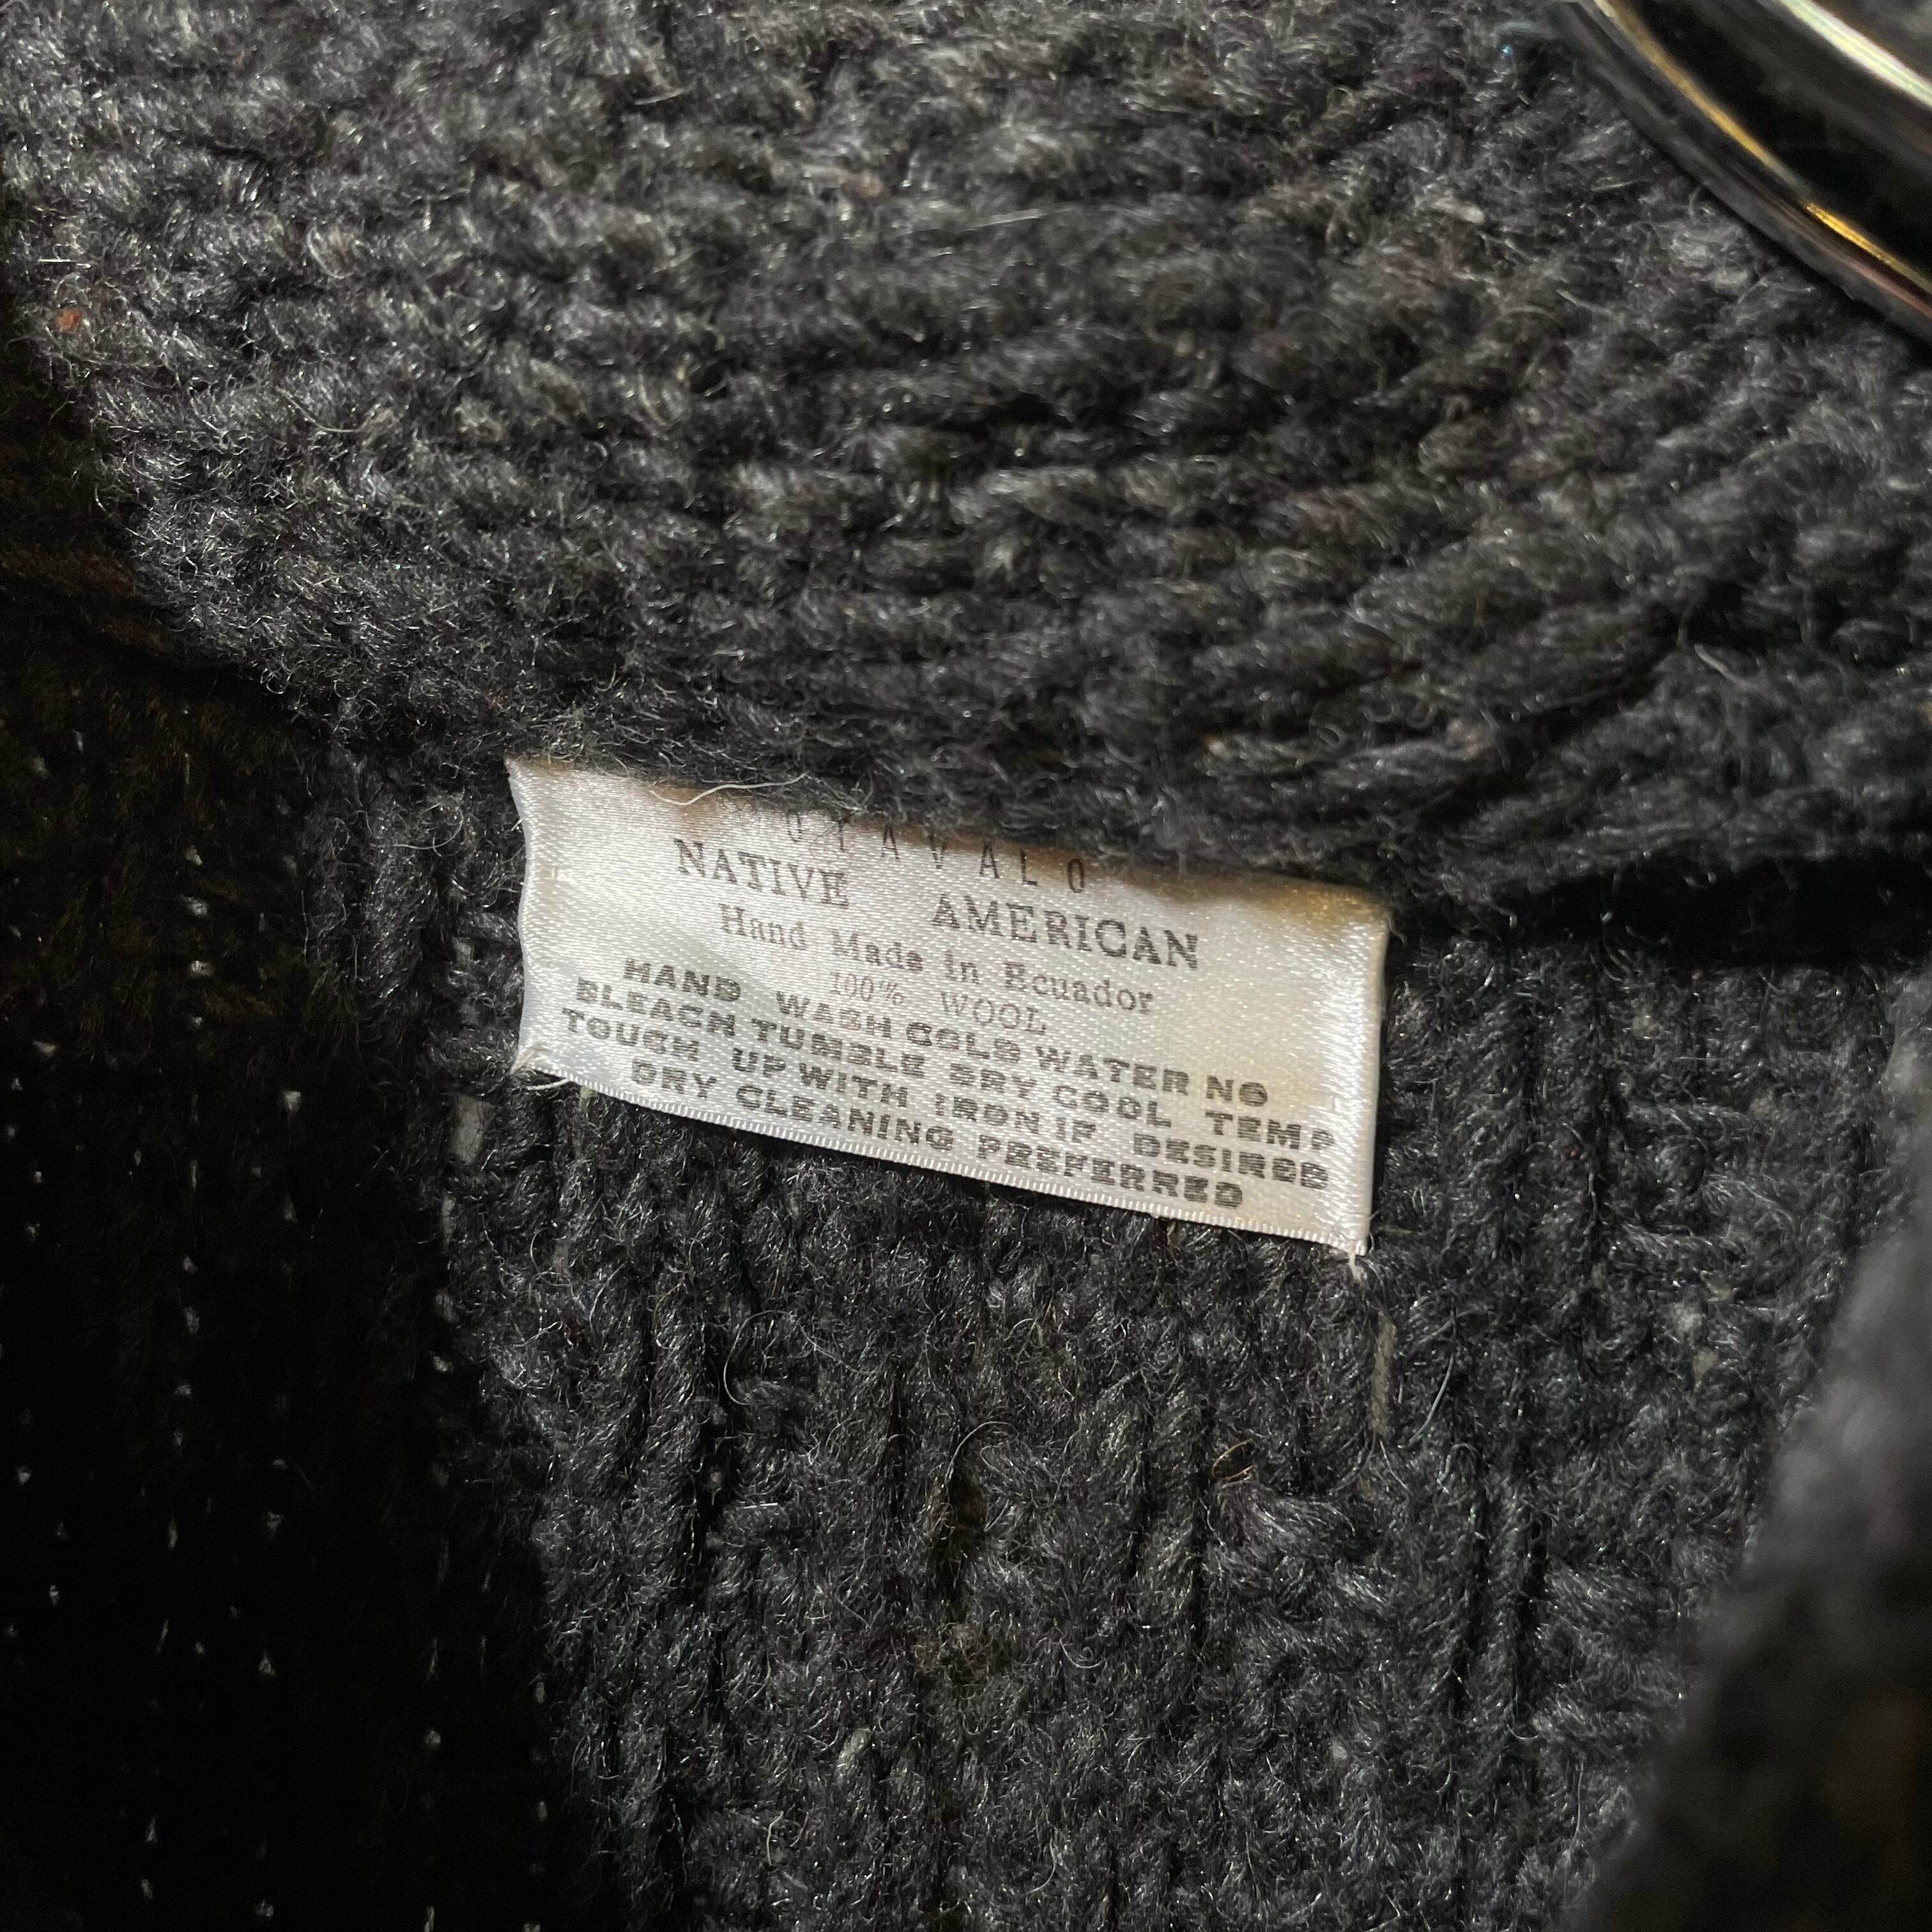 OTAVALO
NATIVE AMERICAN
Hand Made in Ecuador
100% WOOL
HAND WASH COLD WATER NO
BLEACH TUMBLE DRY COOL TEMP
TOUCH UP WITH IRON IF DESIRED
DRY CLEANING PREFERRED